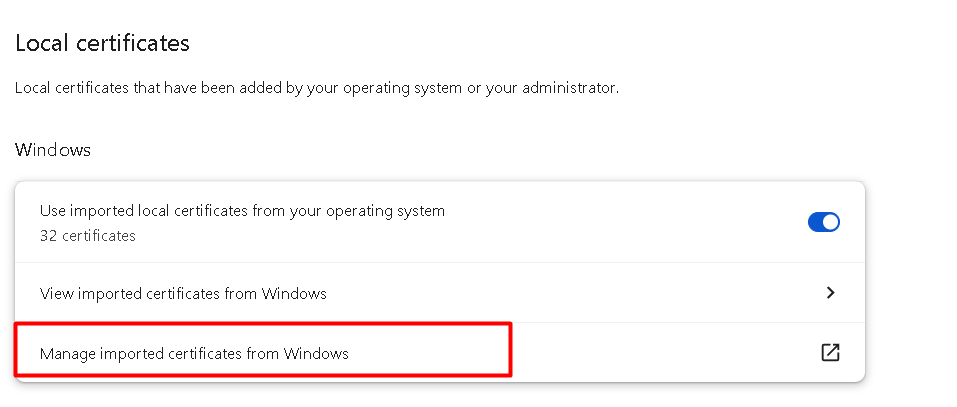 Local certificates
Local certificates that have been added by your operating system or your administrator.
Windows
Use imported local certificates from your operating system
32 certificates
View imported certificates from Windows
Manage imported certificates from Windows